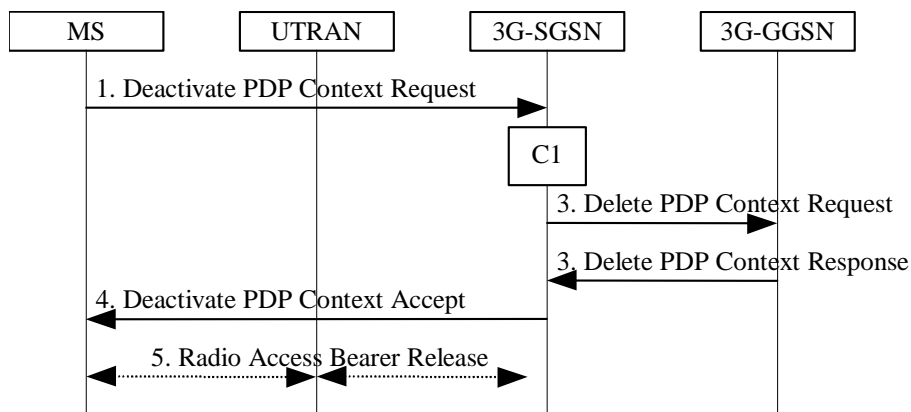 MS UTRAN 3G-SGSN 3G-GGSN
1. Deactivate PDP Context Request
C1
3. Delete PDP Context Request
3. Delete PDP Context Response
4. Deactivate PDP Context Accept
5. Radio Access Bearer Release